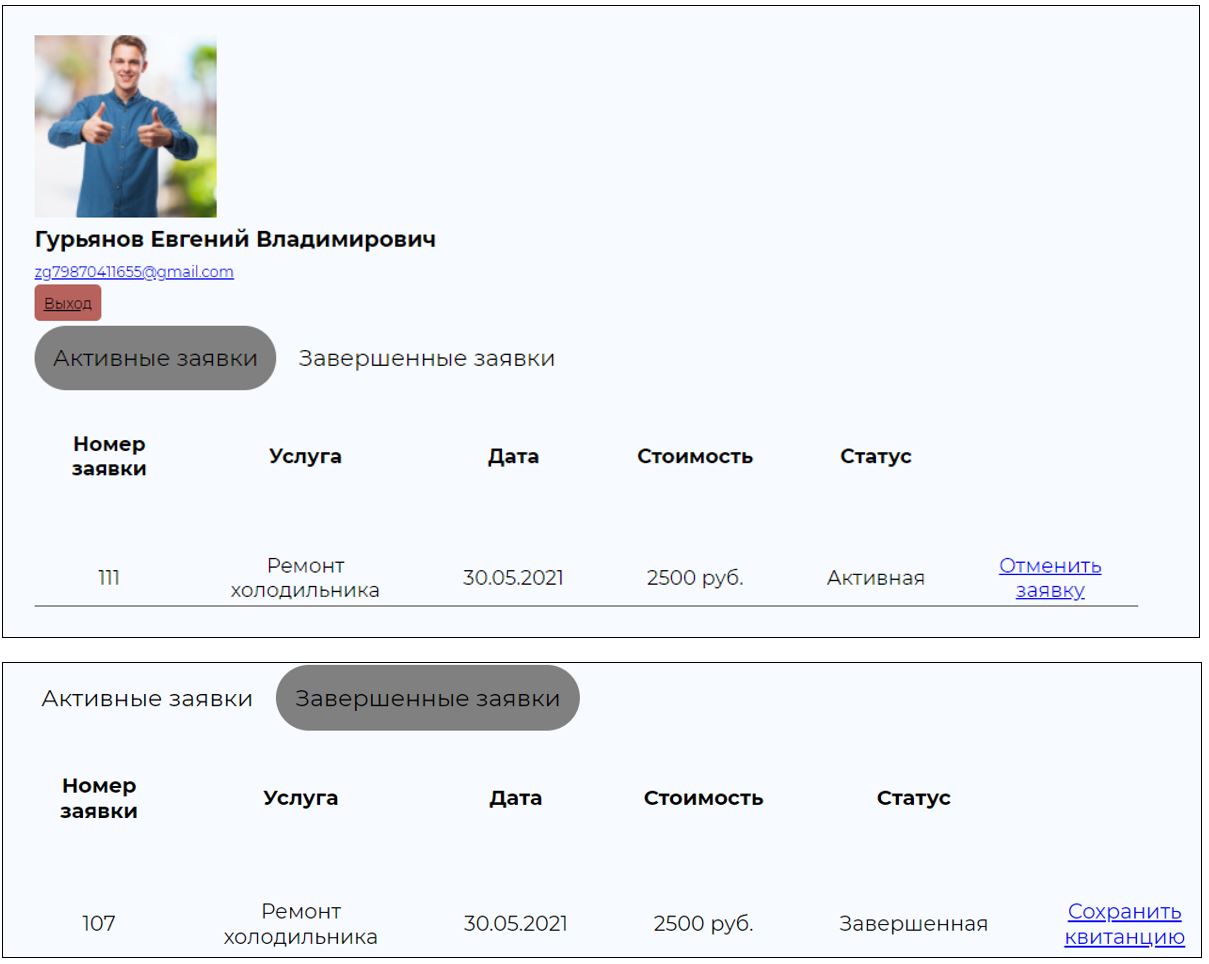 Гурьянов Евгений Владимирович
zg79870411655@gmail.com
Выход
Активные заявки Завершенные заявки
Номер заявки Услуга Дата Стоимость Статус
111 Ремонт холодильника 30.05.2021 2500 руб. Активная Отменить заявку
Активные заявки Завершенные заявки
Номер заявки Услуга Дата Стоимость Статус
107 Ремонт холодильника 30.05.2021 2500 руб. Завершенная Сохранить квитанцию